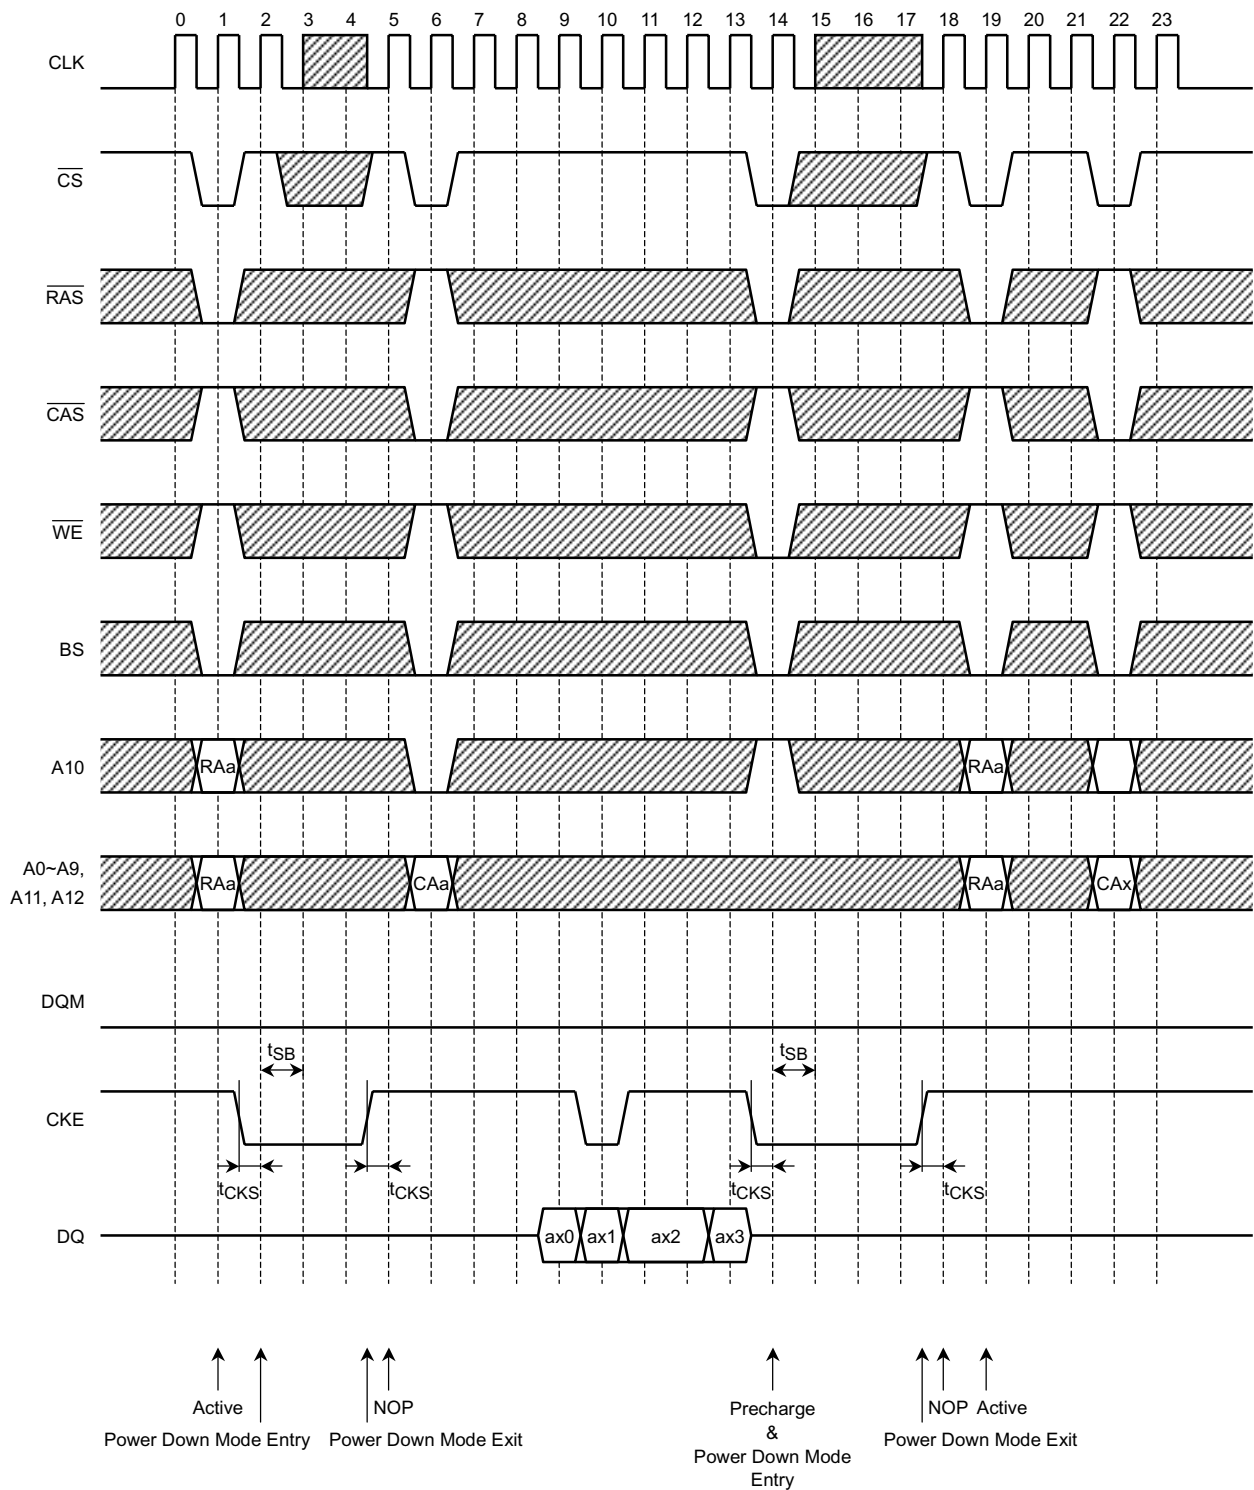 0 1 2 3 4 5 6 7 8 9 10 11 12 13 14 15 17 18 19 20 21 22 23
CLK
CS
RAS
CAS
WE
BS
A10 RAa RAa
A0~A9,
A11, A12
RAa CAa RAa CAx
DQM
tSB tSB
CKE
tCKS tCKS tCKS tCKS
DQ ax0 ax1 ax2 ax3
Active NOP Precharge NOP Active
Power Down Mode Entry Power Down Mode Exit & Power Down Mode Exit
Power Down Mode
Entry